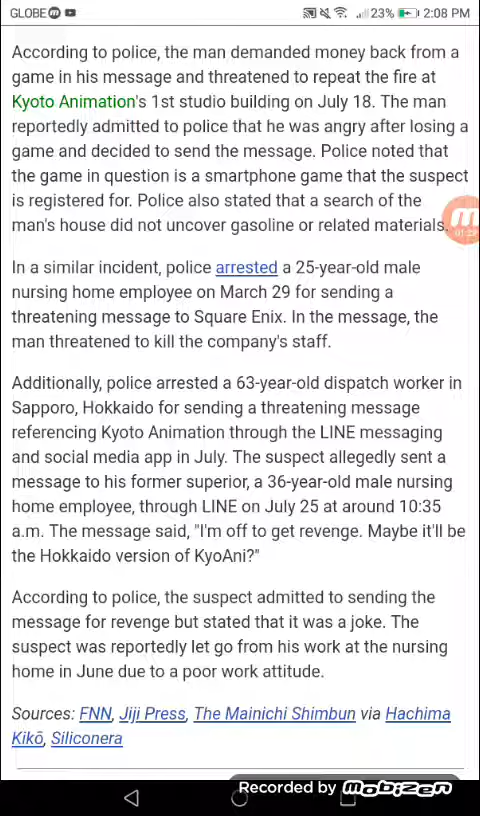 GLOBE 23% 2:08 PM
According to police, the man demanded money back from a
game in his message and threatened to repeat the fire at
Kyoto Animation's 1st studio building on July 18. The man
reportedly admitted to police that he was angry after losing a
game and decided to send the message. Police noted that
the game in question is a smartphone game that the suspect
is registered for. Police also stated that a search of the
man's house did not uncover gasoline or related materials.
In a similar incident, police arrested a 25-year-old male
nursing home employee on March 29 for sending a
threatening message to Square Enix. In the message, the
man threatened to kill the company's staff.
Additionally, police arrested a 63-year-old dispatch worker in
Sapporo, Hokkaido for sending a threatening message
referencing Kyoto Animation through the LINE messaging
and social media app in July. The suspect allegedly sent a
message to his former superior, a 36-year-old male nursing
home employee, through LINE on July 25 at around 10:35
a.m. The message said, "I'm off to get revenge. Maybe it'll be
the Hokkaido version of KyoAni?"
According to police, the suspect admitted to sending the
message for revenge but stated that it was a joke. The
suspect was reportedly let go from his work at the nursing
home in June due to a poor work attitude.
Sources: FNN, Jiji Press, The Mainichi Shimbun via Hachima
Kikō, Siliconera
Recorded by mobizen